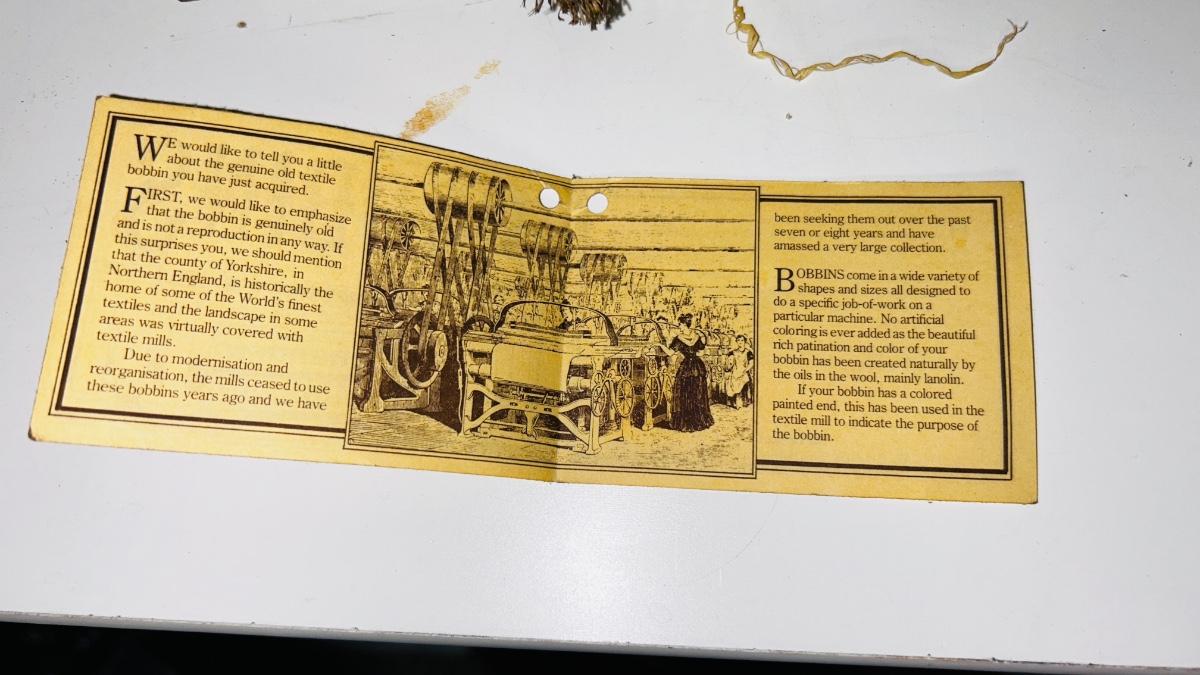 WE would like to tell you a little
about the genuine old textile
bobbin you have just acquired.
FIRST, we would like to emphasize
that the bobbin is genuinely old
and is not a reproduction in any way. If
this surprises you, we should mention
that the county of Yorkshire, in
Northern England, is historically the
home of some of the World's finest
textiles and the landscape in some
areas was virtually covered with
textile mills.
Due to modernisation and
reorganisation, the mills ceased to use
these bobbins years ago and we have
been seeking them out over the past
seven or eight years and have
amassed a very large collection.
BOBBINS come in a wide variety of
shapes and sizes all designed to
do a specific job-of-work on a
particular machine. No artificial
coloring is ever added as the beautiful
rich patination and color of your
bobbin has been created naturally by
the oils in the wool, mainly lanolin.
If your bobbin has a colored
painted end, this has been used in the
textile mill to indicate the purpose of
the bobbin.